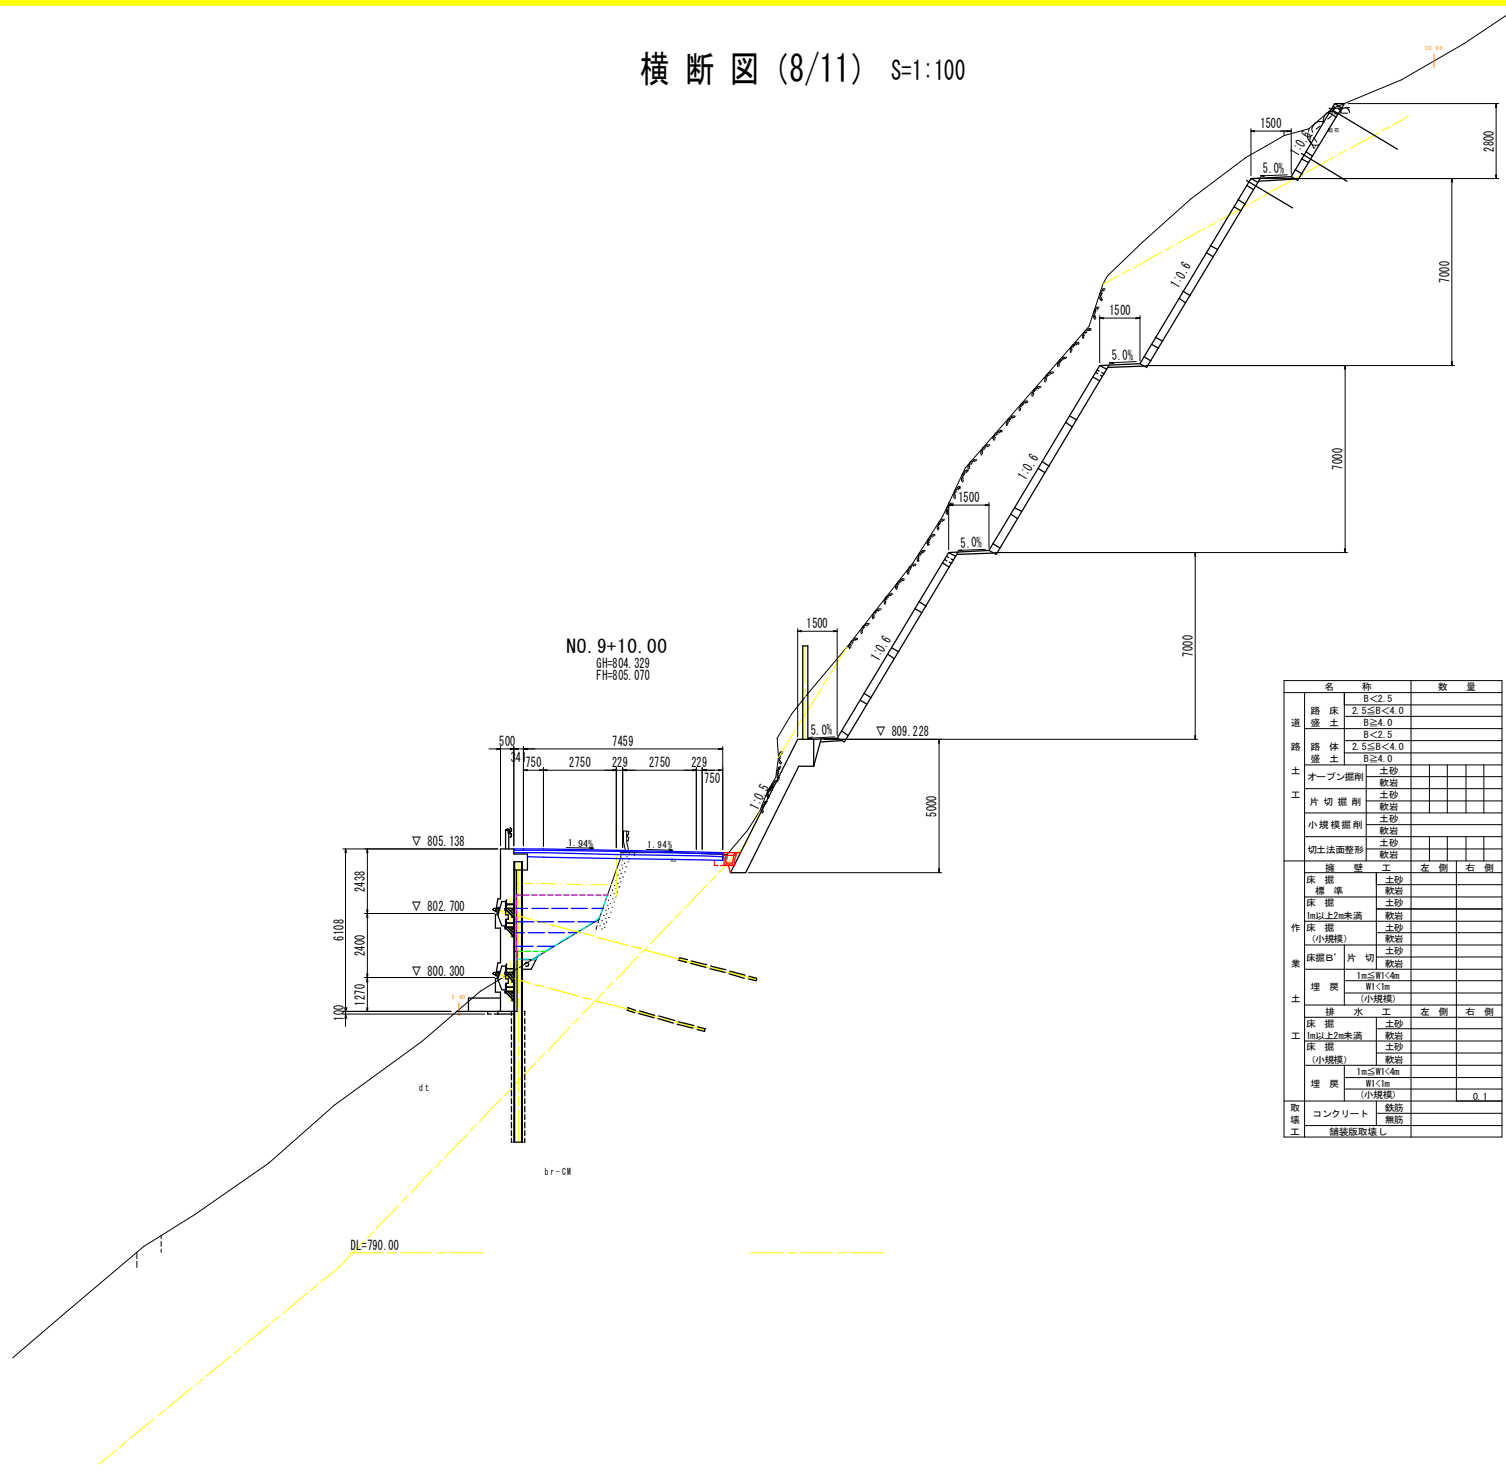 横断図 (8/11) S=1:100
30.60
1500
1:0.6
5.0%
2800
1:0.6
7000
1500
5.0%
1:0.6
7000
1500
5.0%
1:0.6
7000
1500
5.0%
▽ 809.228
1:0.5
5000
NO.9+10.00
GH=804.329
FH=805.070
500
7459
341
750
2750
229
2750
229
750
▽ 805.138
1.94%
1.94%
2438
▽ 802.700
6108
2400
▽ 800.300
1270
100
5.90
dt
br-CM
DL=790.00
名称 数量
道路土工
路床盛土 B<2.5
2.5≦B<4.0
B≧4.0
路体盛土 B<2.5
2.5≦B<4.0
B≧4.0
オープン掘削 土砂
軟岩
片切掘削 土砂
軟岩
小規模掘削 土砂
軟岩
切土法面整形 土砂
軟岩
作業土工
擁壁工 左側 右側
床掘 標準 土砂
軟岩
床掘 1m以上2m未満 土砂
軟岩
床掘 (小規模) 土砂
軟岩
床掘B' 片切 土砂
軟岩
埋戻 1m≦W1<4m
W1<1m
(小規模)
排水工 左側 右側
床掘 1m以上2m未満 土砂
軟岩
床掘 (小規模) 土砂
軟岩
埋戻 1m≦W1<4m
W1<1m
(小規模) 0.1
取壊工
コンクリート 鉄筋
無筋
舗装版取壊し